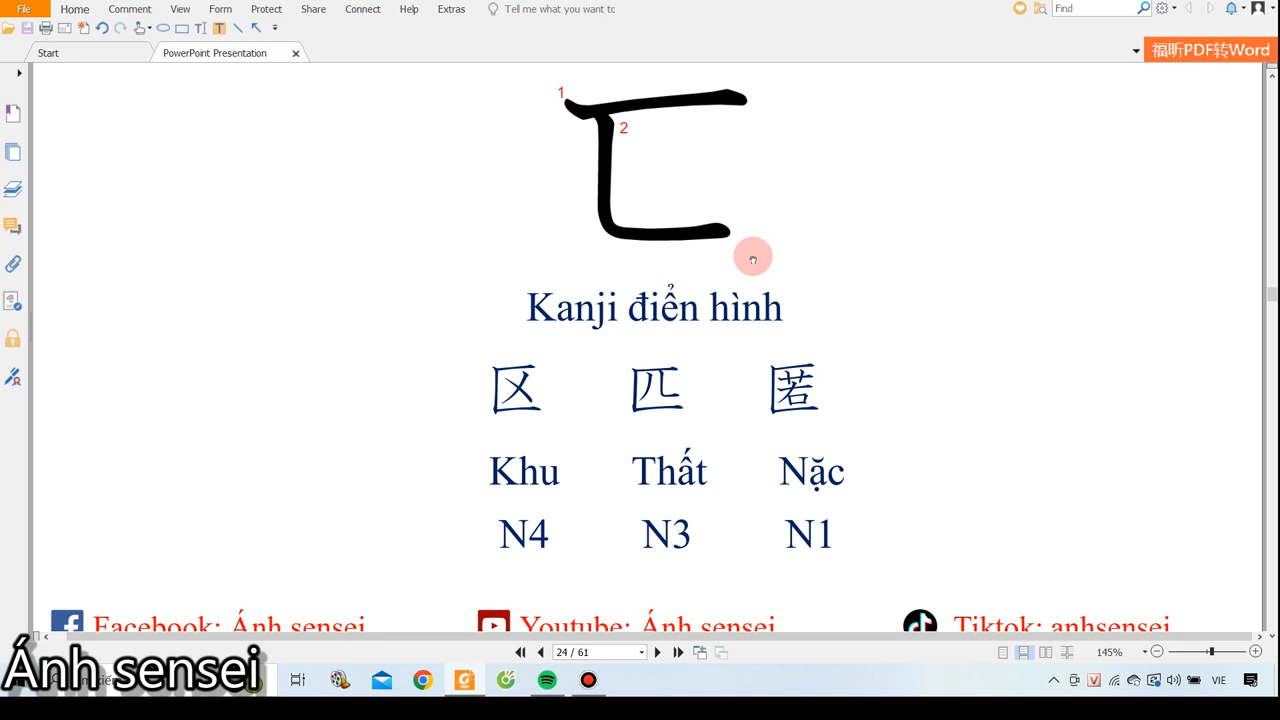 File Home Comment View Form Protect Share Connect Help Extras Tell me what you want to Find
Start PowerPoint Presentation 福昕PDF转Word
1
2
Kanji điển hình
区 匹 匿
Khu Thất Nặc
N4 N3 N1
Facebook: Ánh sensei Youtube: Ánh sensei Tiktok: anhsensei
24 / 61 145%
Ánh sensei
VIE